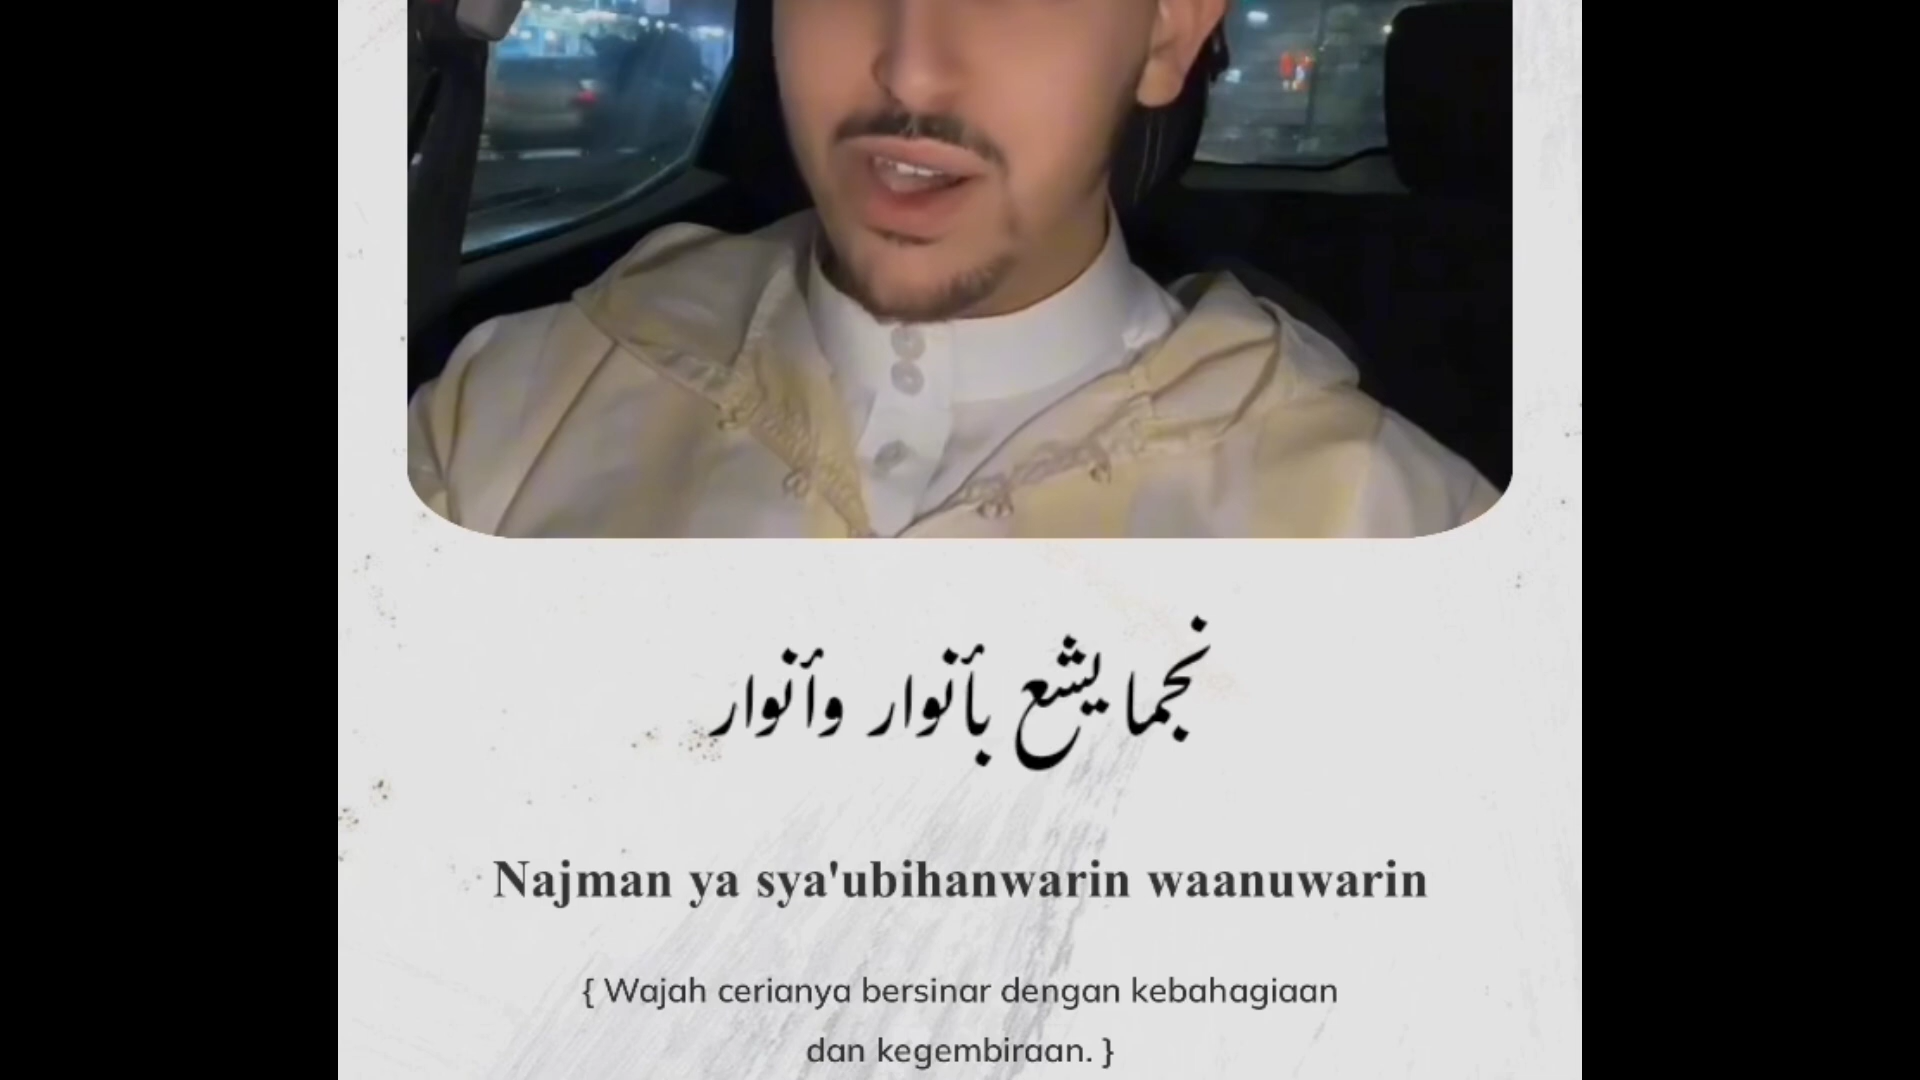 نجما يشع بأنوار وأنوار
Najman ya sya'ubihanwarin waanuwarin
{ Wajah cerianya bersinar dengan kebahagiaan
dan kegembiraan. }